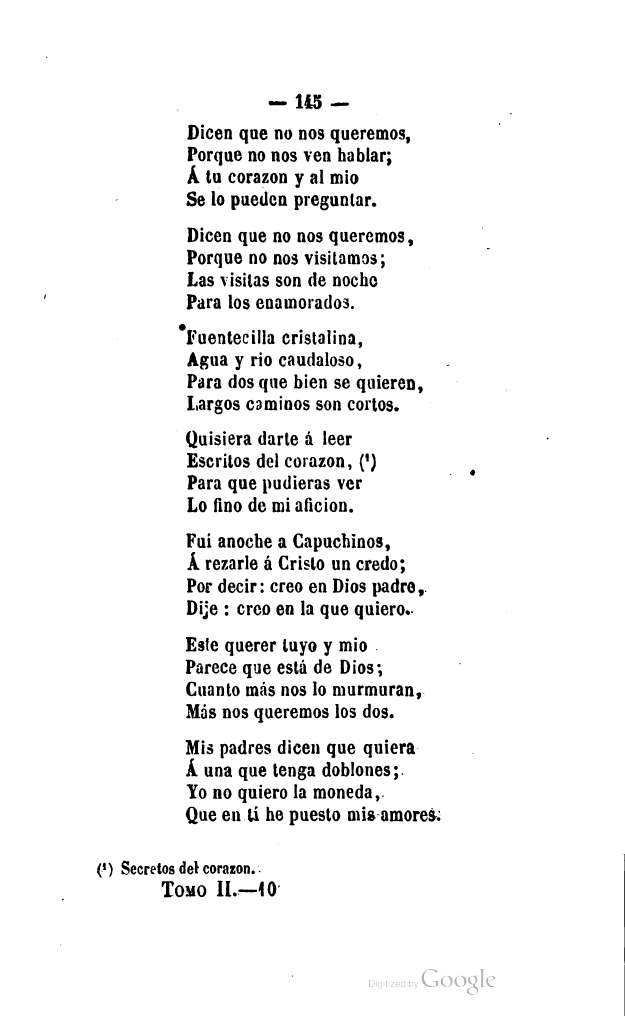 — 145 —
Dicen que no nos queremos,
Porque no nos ven hablar;
Á tu corazon y al mio
Se lo pueden preguntar.
Dicen que no nos queremos,
Porque no nos visitamos;
Las visitas son de noche
Para los enamorados.
Fuentecilla cristalina,
Agua y rio caudaloso,
Para dos que bien se quieren,
Largos caminos son cortos.
Quisiera darte á leer
Escritos del corazon, (¹)
Para que pudieras ver
Lo fino de mi aficion.
Fui anoche a Capuchinos,
Á rezarle á Cristo un credo;
Por decir: creo en Dios padre,
Dije : creo en la que quiero.
Este querer tuyo y mio
Parece que está de Dios;
Cuanto más nos lo murmuran,
Más nos queremos los dos.
Mis padres dicen que quiera
Á una que tenga doblones;
Yo no quiero la moneda,
Que en tí he puesto mis amores.
(¹) Secretos del corazon.
Tomo II.—10
Digitized by Google